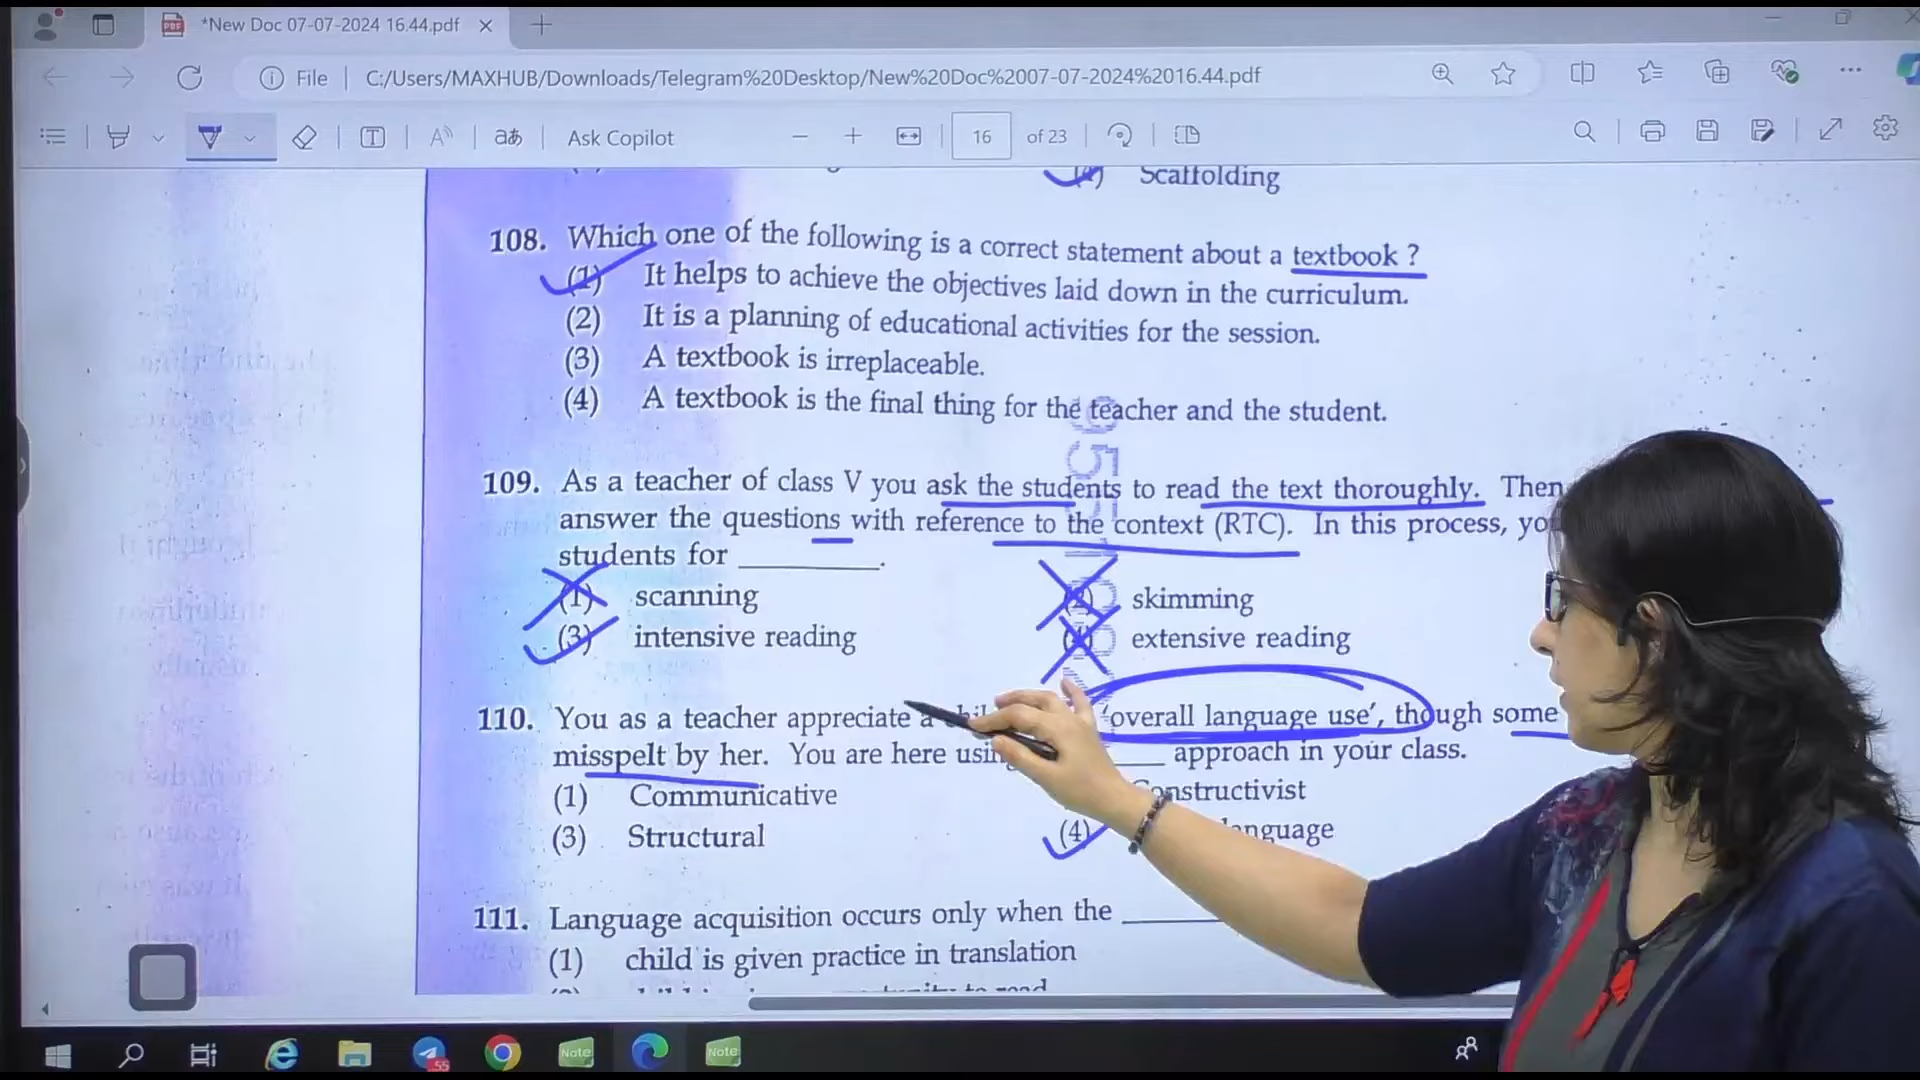 *New Doc 07-07-2024 16.44.pdf
File
C:/Users/MAXHUB/Downloads/Telegram%20Desktop/New%20Doc%2007-07-2024%2016.44.pdf
Ask Copilot
16 of 23
Scaffolding
108. Which one of the following is a correct statement about a textbook ?
(1) It helps to achieve the objectives laid down in the curriculum.
(2) It is a planning of educational activities for the session.
(3) A textbook is irreplaceable.
(4) A textbook is the final thing for the teacher and the student.
109. As a teacher of class V you ask the students to read the text thoroughly. Then
answer the questions with reference to the context (RTC). In this process,
students for ________.
(1) scanning
(2) skimming
(3) intensive reading
(4) extensive reading
110. You as a teacher appreciate a 'overall language use', though some
misspelt by her. You are here approach in your class.
(1) Communicative
Constructivist
(3) Structural
(4) language
111. Language acquisition occurs only when the
(1) child is given practice in translation
Note
Note
55